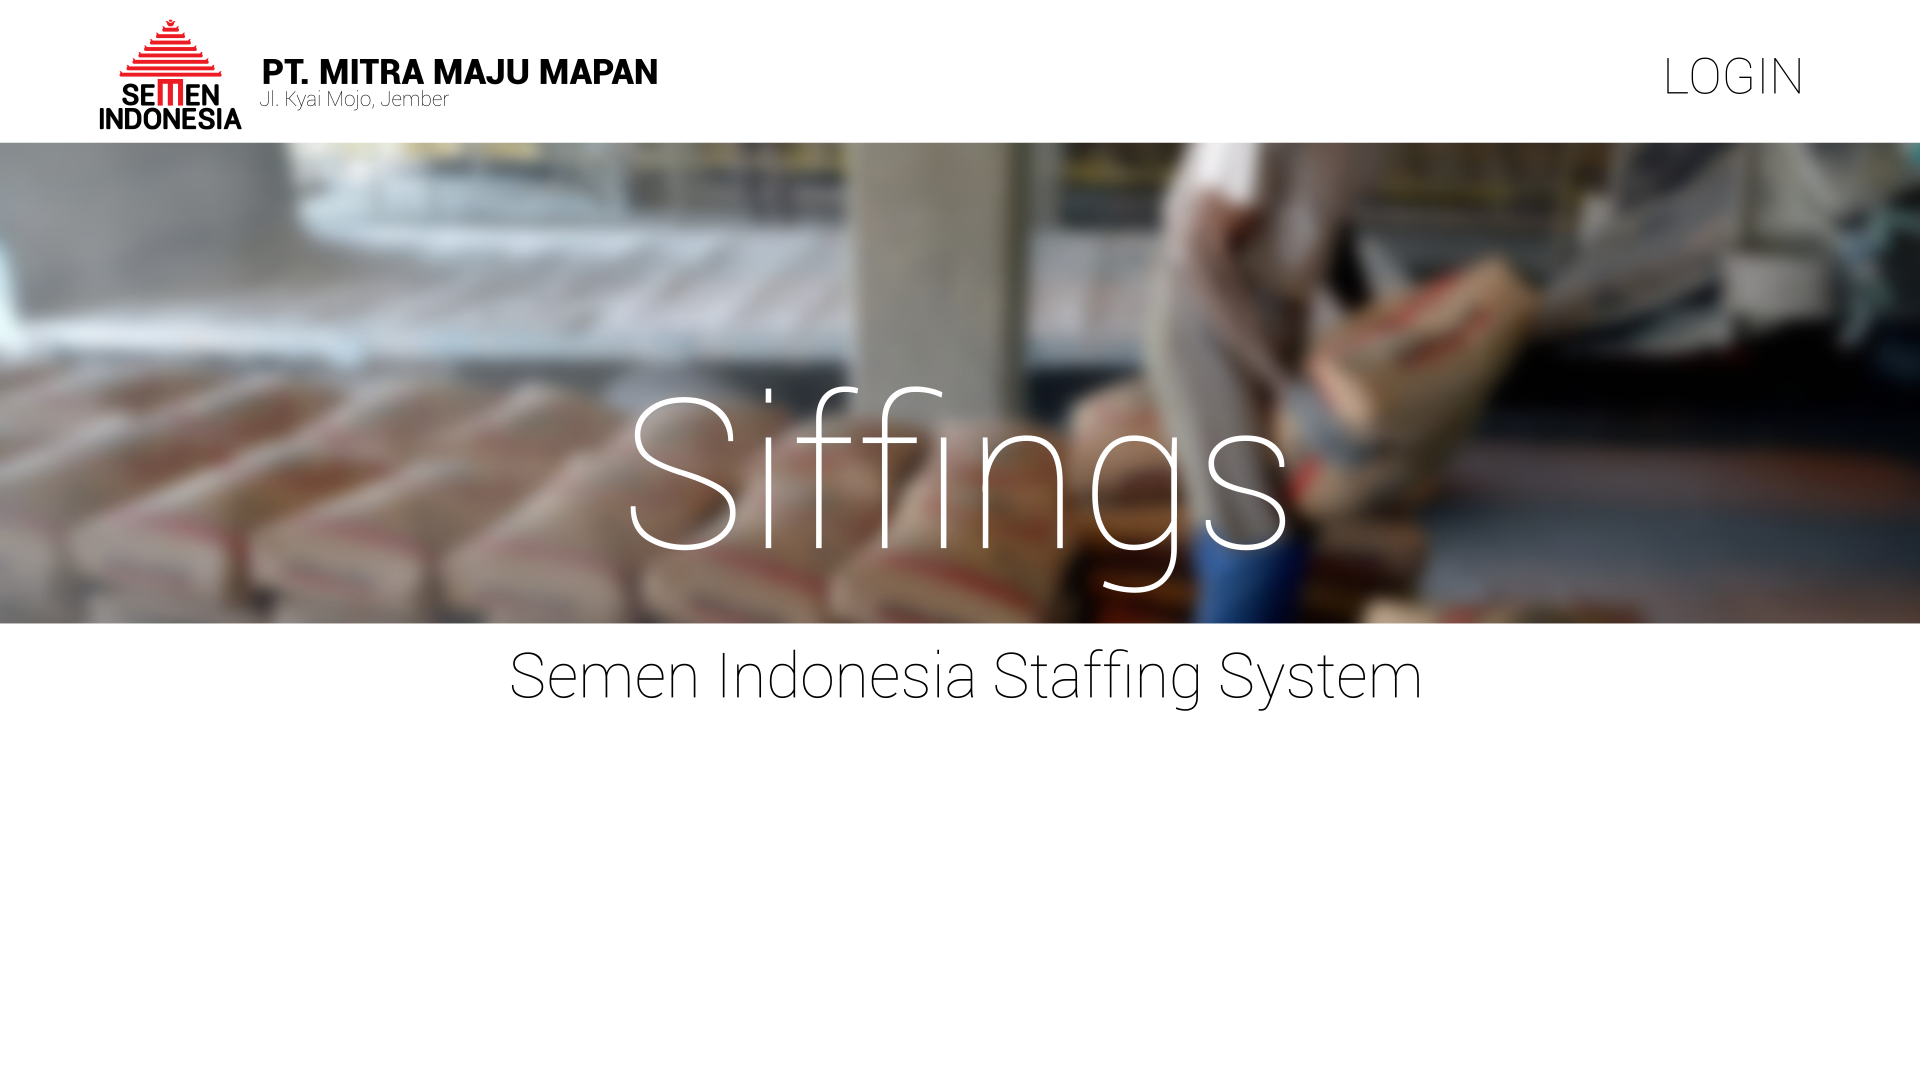 SEMEN
INDONESIA
PT. MITRA MAJU MAPAN
Jl. Kyai Mojo, Jember
LOGIN
Siffings
Semen Indonesia Staffing System